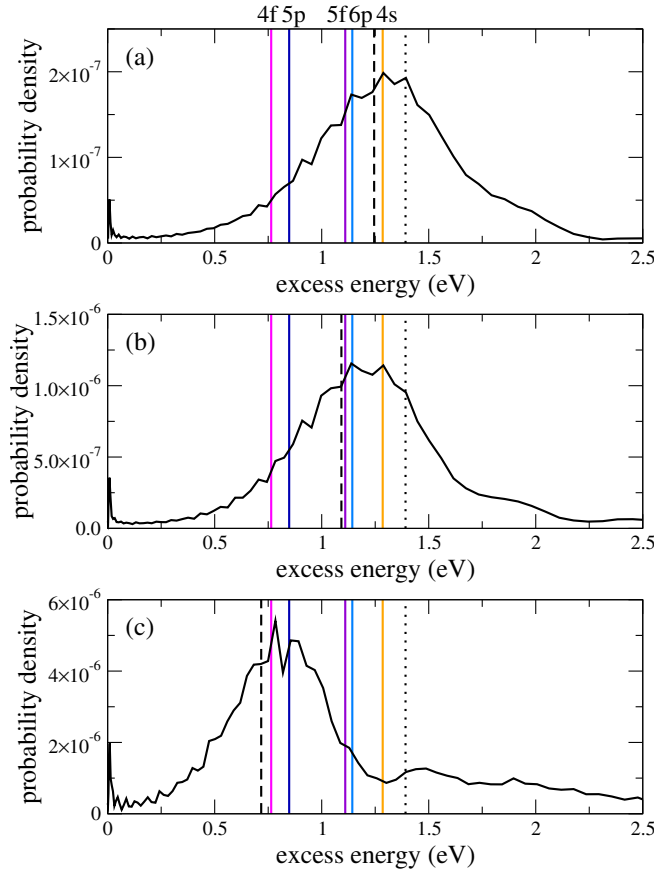 4f 5p 5f 6p 4s
(a)
2×10⁻⁷
1×10⁻⁷
0
probability density
0 0.5 1 1.5 2 2.5
excess energy (eV)
(b)
1.5×10⁻⁶
1.0×10⁻⁶
5.0×10⁻⁷
0.0
probability density
0 0.5 1 1.5 2 2.5
excess energy (eV)
(c)
6×10⁻⁶
4×10⁻⁶
2×10⁻⁶
0
probability density
0 0.5 1 1.5 2 2.5
excess energy (eV)